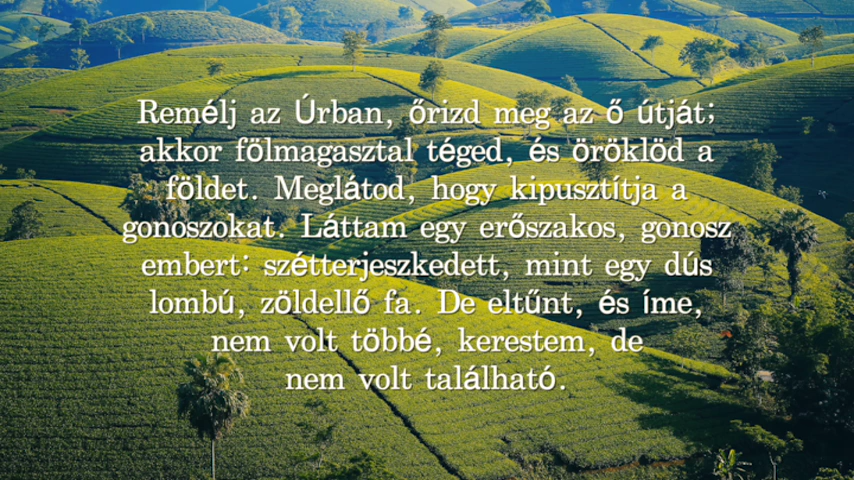 Remélj az Úrban, őrizd meg az ő útját;
akkor fölmagasztal téged, és öröklöd a
földet. Meglátod, hogy kipusztítja a
gonoszokat. Láttam egy erőszakos, gonosz
embert: szétterjeszkedett, mint egy dús
lombú, zöldellő fa. De eltűnt, és íme,
nem volt többé, kerestem, de
nem volt található.